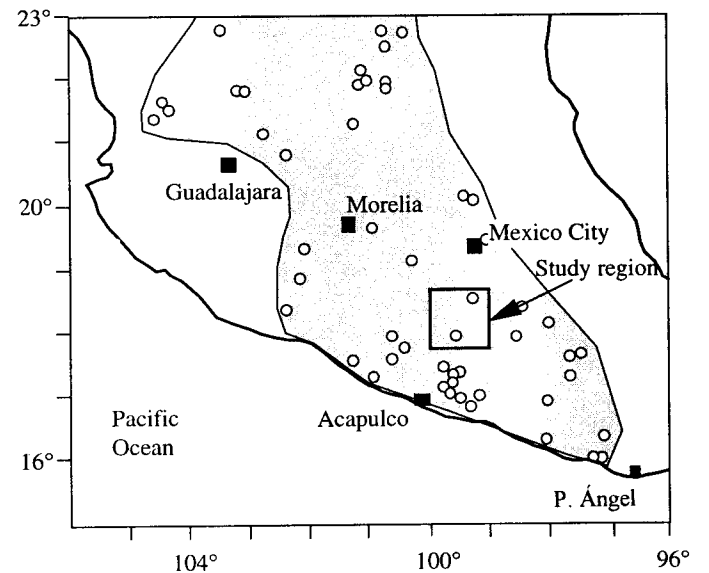 23°
Guadalajara
Morelia
20°
Mexico City
Study region
Pacific
Ocean
Acapulco
16°
P. Ángel
104°
100°
96°